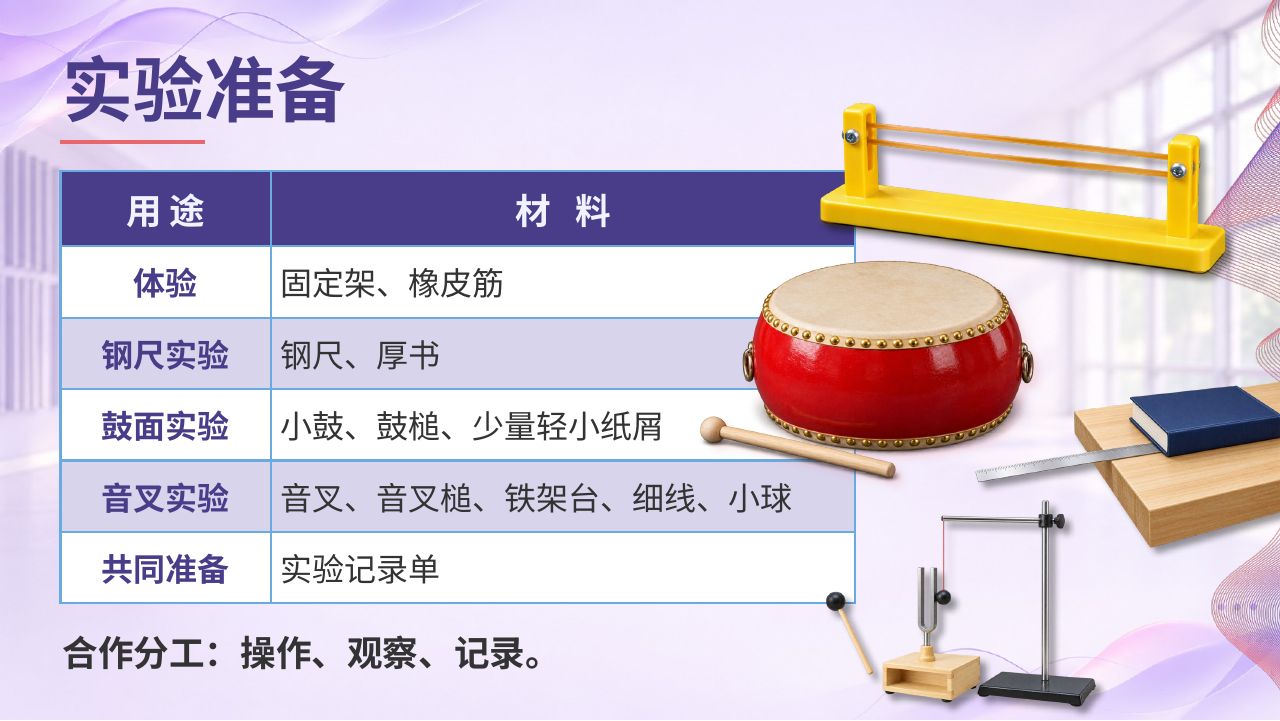 实验准备
用 途 材 料
体验 固定架、橡皮筋
钢尺实验 钢尺、厚书
鼓面实验 小鼓、鼓槌、少量轻小纸屑
音叉实验 音叉、音叉槌、铁架台、细线、小球
共同准备 实验记录单
合作分工：操作、观察、记录。